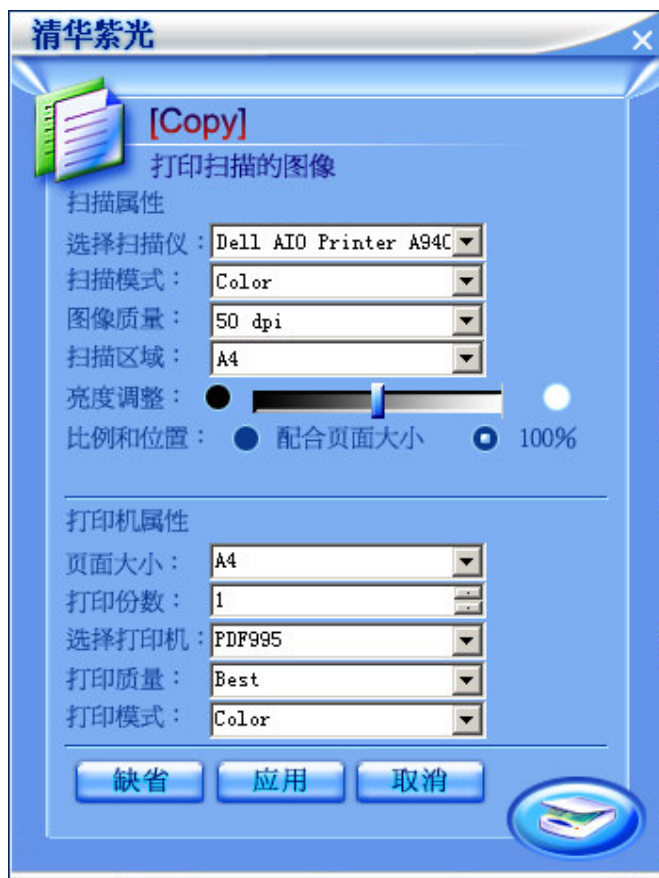 清华紫光
[Copy]
打印扫描的图像
扫描属性
选择扫描仪：Dell AIO Printer A94C
扫描模式：Color
图像质量：50 dpi
扫描区域：A4
亮度调整：
比例和位置：配合页面大小 100%
打印机属性
页面大小：A4
打印份数：1
选择打印机：PDF995
打印质量：Best
打印模式：Color
缺省 应用 取消